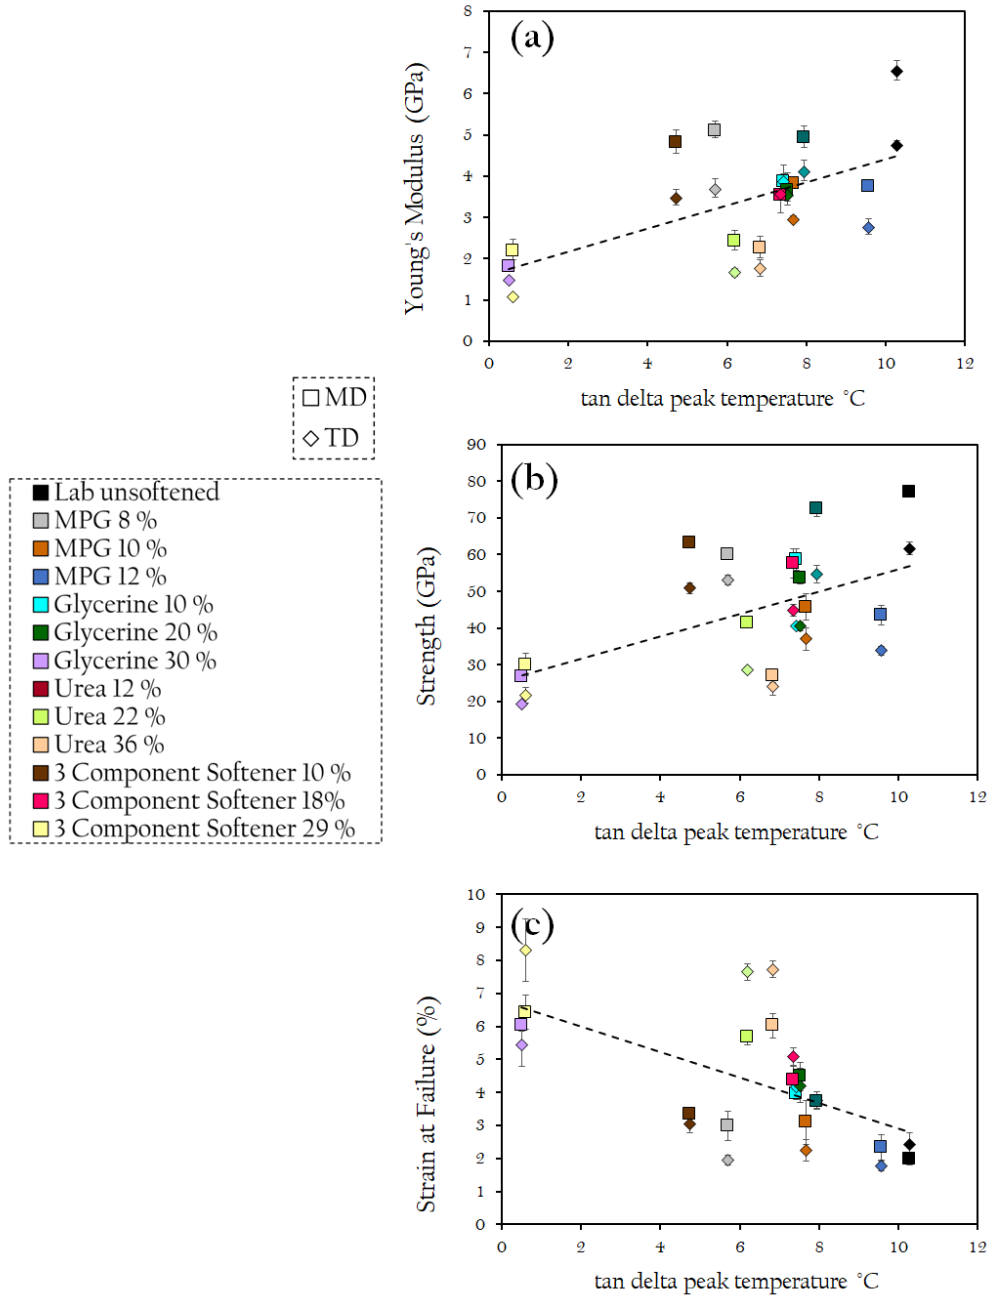 (a)
Young's Modulus (GPa)
8
7
6
5
4
3
2
1
0
0 2 4 6 8 10 12
tan delta peak temperature °C
MD
TD
Lab unsoftened
MPG 8 %
MPG 10 %
MPG 12 %
Glycerine 10 %
Glycerine 20 %
Glycerine 30 %
Urea 12 %
Urea 22 %
Urea 36 %
3 Component Softener 10 %
3 Component Softener 18%
3 Component Softener 29 %
(b)
Strength (GPa)
90
80
70
60
50
40
30
20
10
0
0 2 4 6 8 10 12
tan delta peak temperature °C
(c)
Strain at Failure (%)
10
9
8
7
6
5
4
3
2
1
0
0 2 4 6 8 10 12
tan delta peak temperature °C